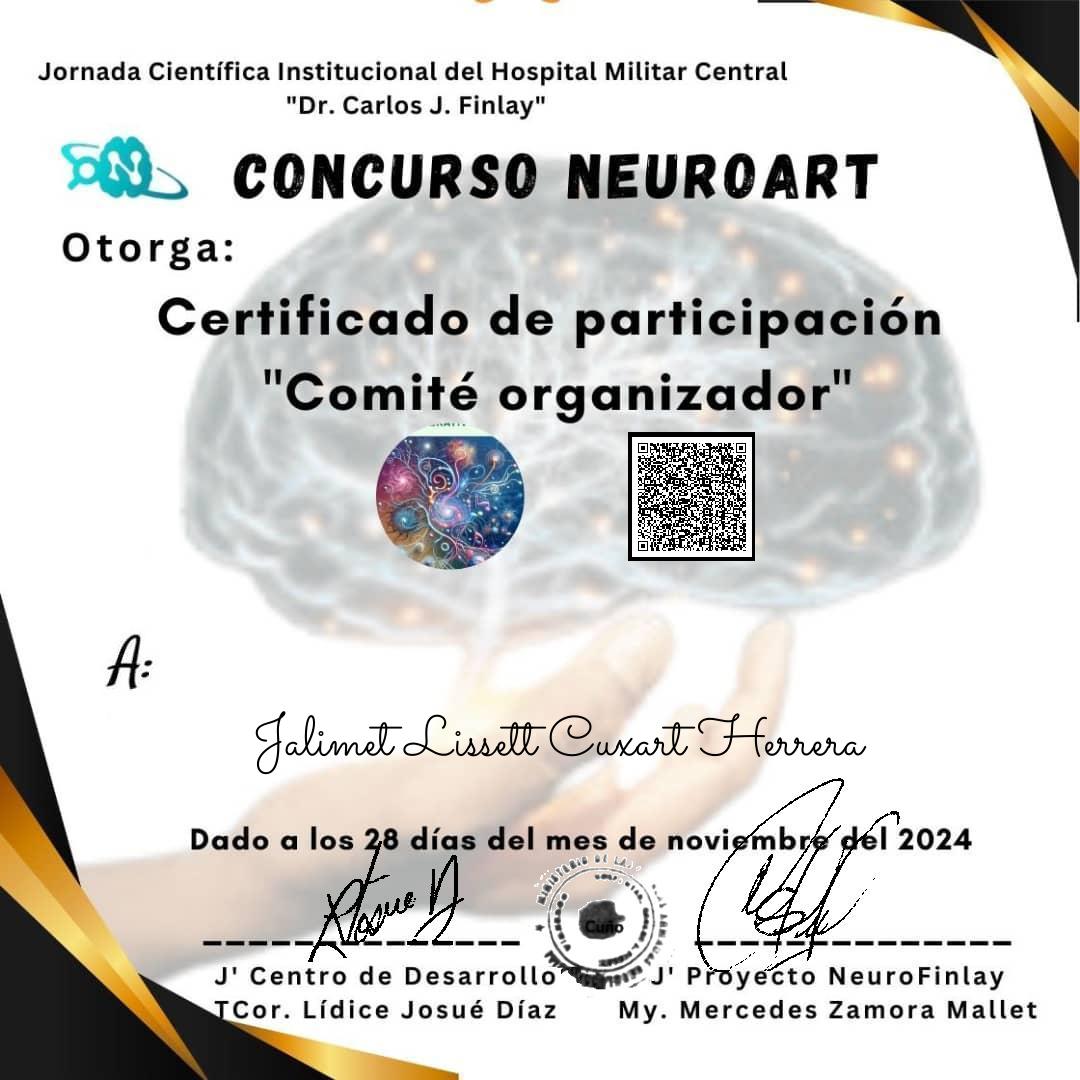 Jornada Científica Institucional del Hospital Militar Central
"Dr. Carlos J. Finlay"
CONCURSO NEUROART
Otorga:
Certificado de participación
"Comité organizador"
A:
Jalimet Lissett Cuxart Herrera
Dado a los 28 días del mes de noviembre del 2024
Cuño
J' Centro de Desarrollo
J' Proyecto NeuroFinlay
TCor. Lídice Josué Díaz
My. Mercedes Zamora Mallet